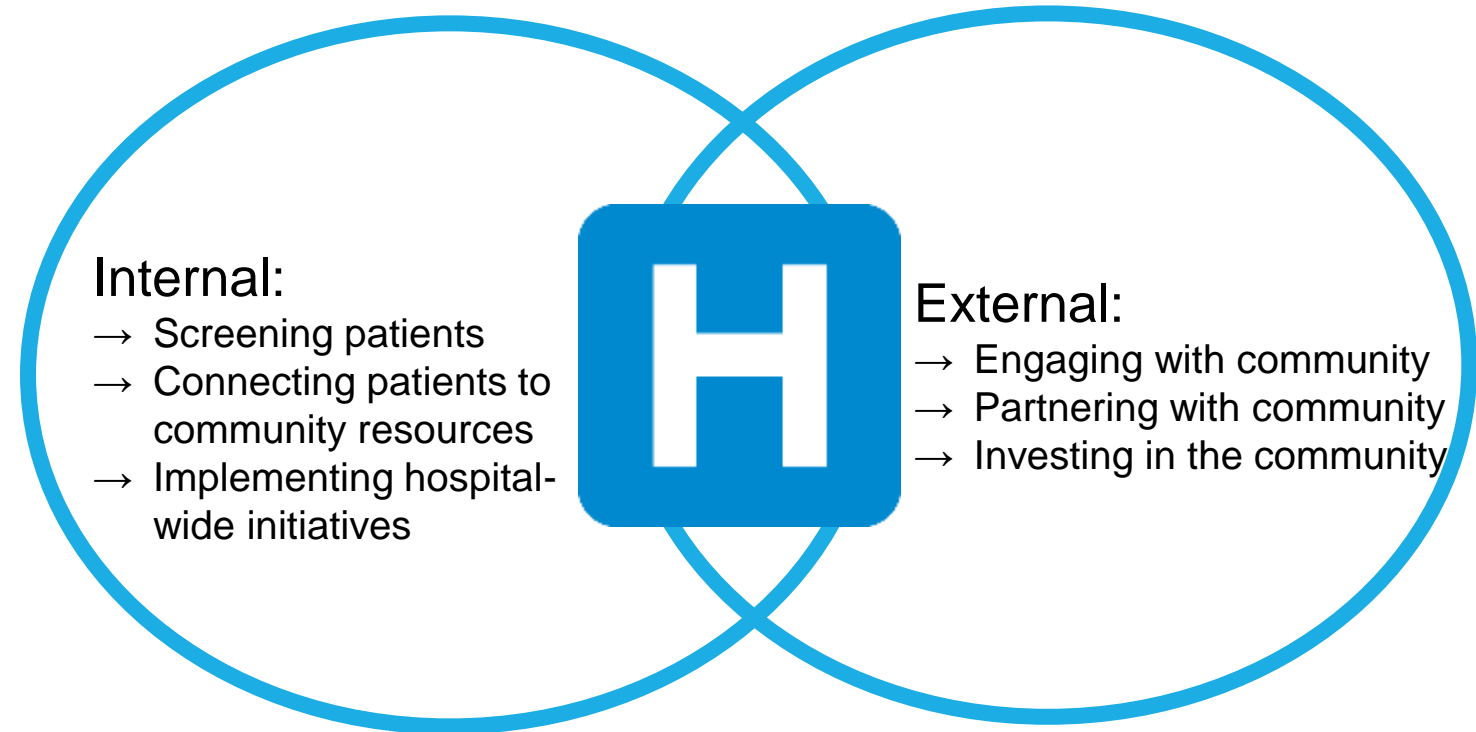 Internal:
→ Screening patients
→ Connecting patients to
community resources
→ Implementing hospital-
wide initiatives
H
External:
→ Engaging with community
→ Partnering with community
→ Investing in the community